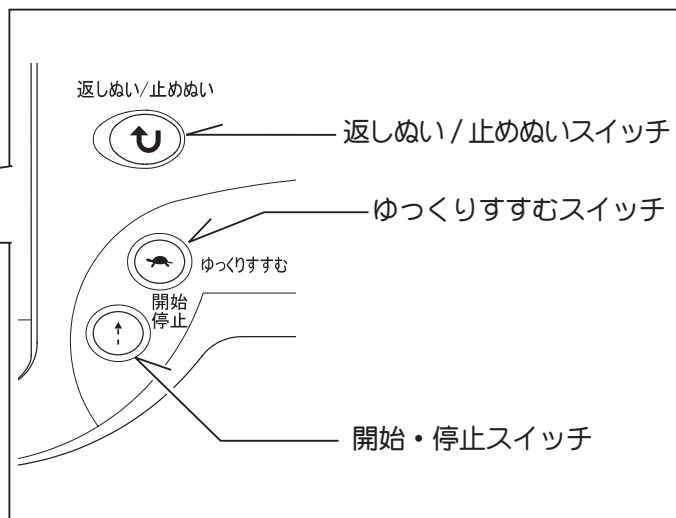 返しぬい/止めぬい
返しぬい / 止めぬいスイッチ
ゆっくりすすむスイッチ
ゆっくりすすむ
開始
停止
開始・停止スイッチ